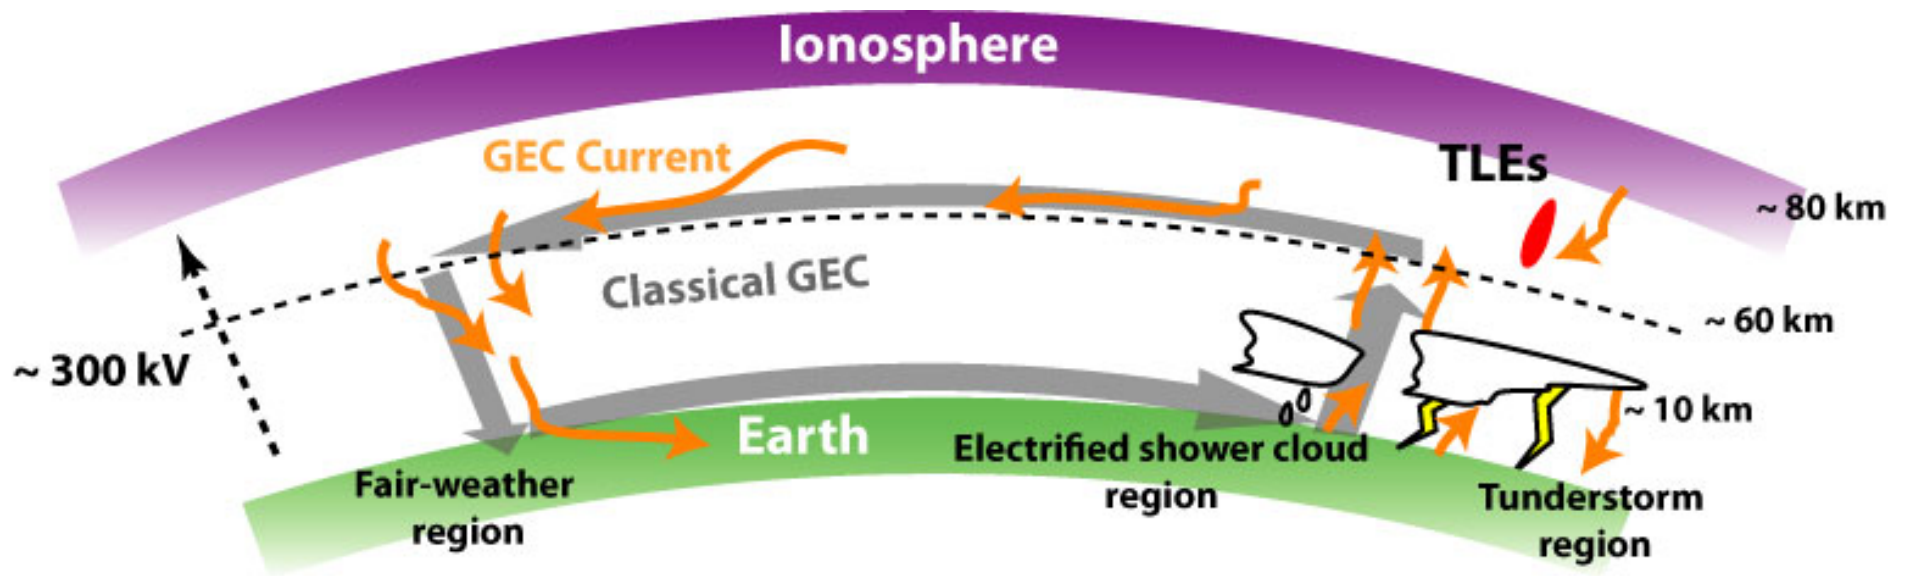 Ionosphere
GEC Current
TLEs
~ 80 km
Classical GEC
~ 60 km
~ 300 kV
~ 10 km
Earth
Electrified shower cloud
region
Fair-weather
region
Tunderstorm
region